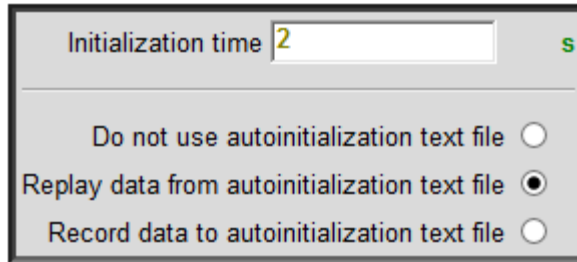 Initialization time 2 s
Do not use autoinitialization text file
Replay data from autoinitialization text file
Record data to autoinitialization text file